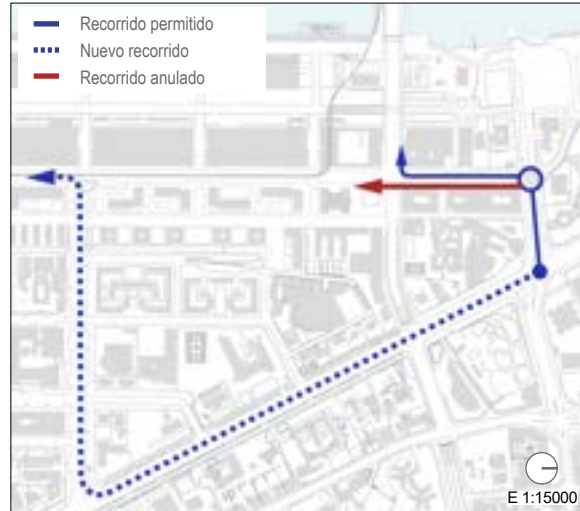 Recorrido permitido
Nuevo recorrido
Recorrido anulado
E 1:15000